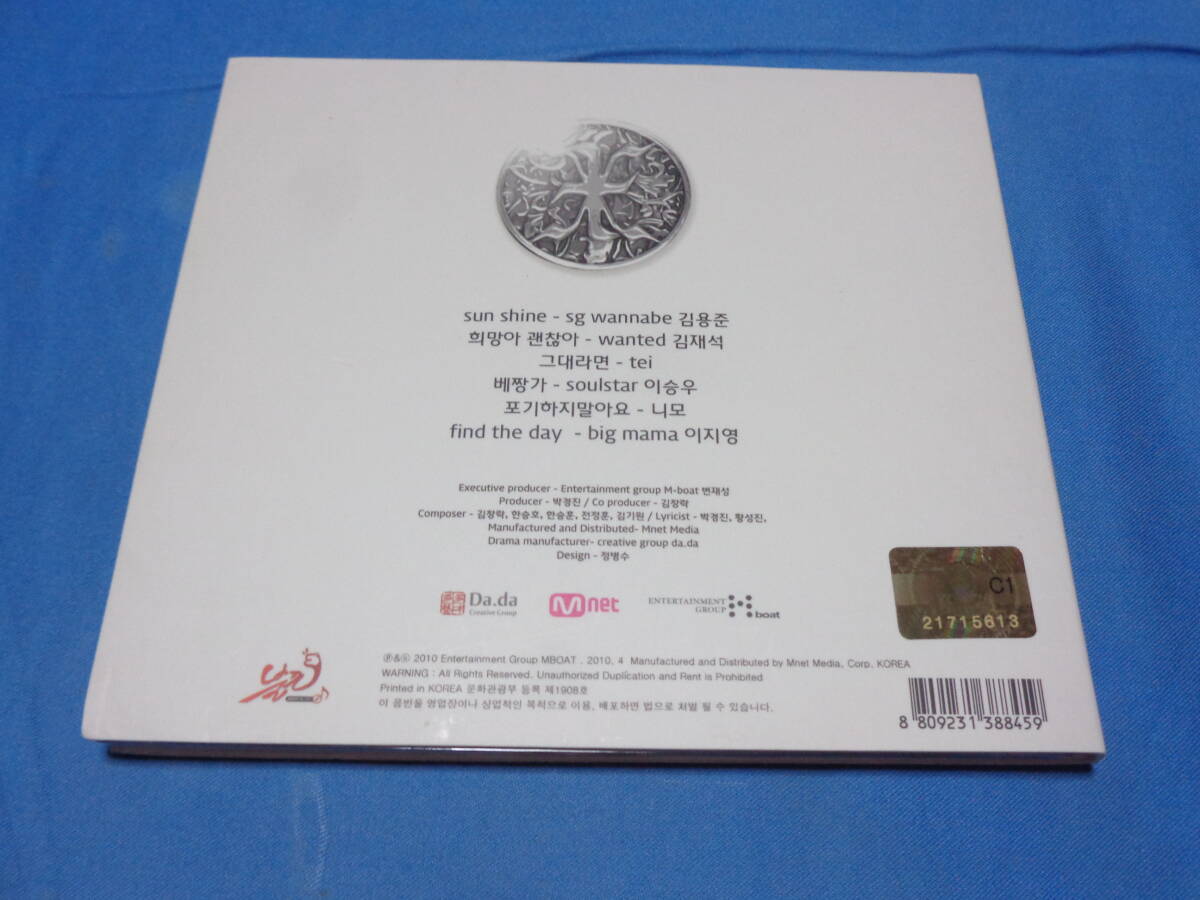 sun shine - sg wannabe 김용준
희망아 괜찮아 - wanted 김재석
그대라면 - tei
베짱가 - soulstar 이승우
포기하지말아요 - 니모
find the day - big mama 이지영
Executive producer - Entertainment group M-boat 변재성
Producer - 박경진 / Co producer - 김창락
Composer - 김창락, 한승호, 한승훈, 전정훈, 김기원 / Lyricist - 박경진, 황성진,
Manufactured and Distributed- Mnet Media
Drama manufacturer- creative group da.da
Design - 정병수
Da.da
Creative Group
Mnet
ENTERTAINMENT
GROUP
boat
C1
21715613
℗&ⓒ 2010 Entertainment Group MBOAT . 2010. 4 Manufactured and Distributed by Mnet Media, Corp. KOREA
WARNING : All Rights Reserved. Unauthorized Duplication and Rent is Prohibited
Printed in KOREA 문화관광부 등록 제1908호
이 음반을 영업장이나 상업적인 목적으로 이용, 배포하면 법으로 처벌 될 수 있습니다.
8 809231 388459